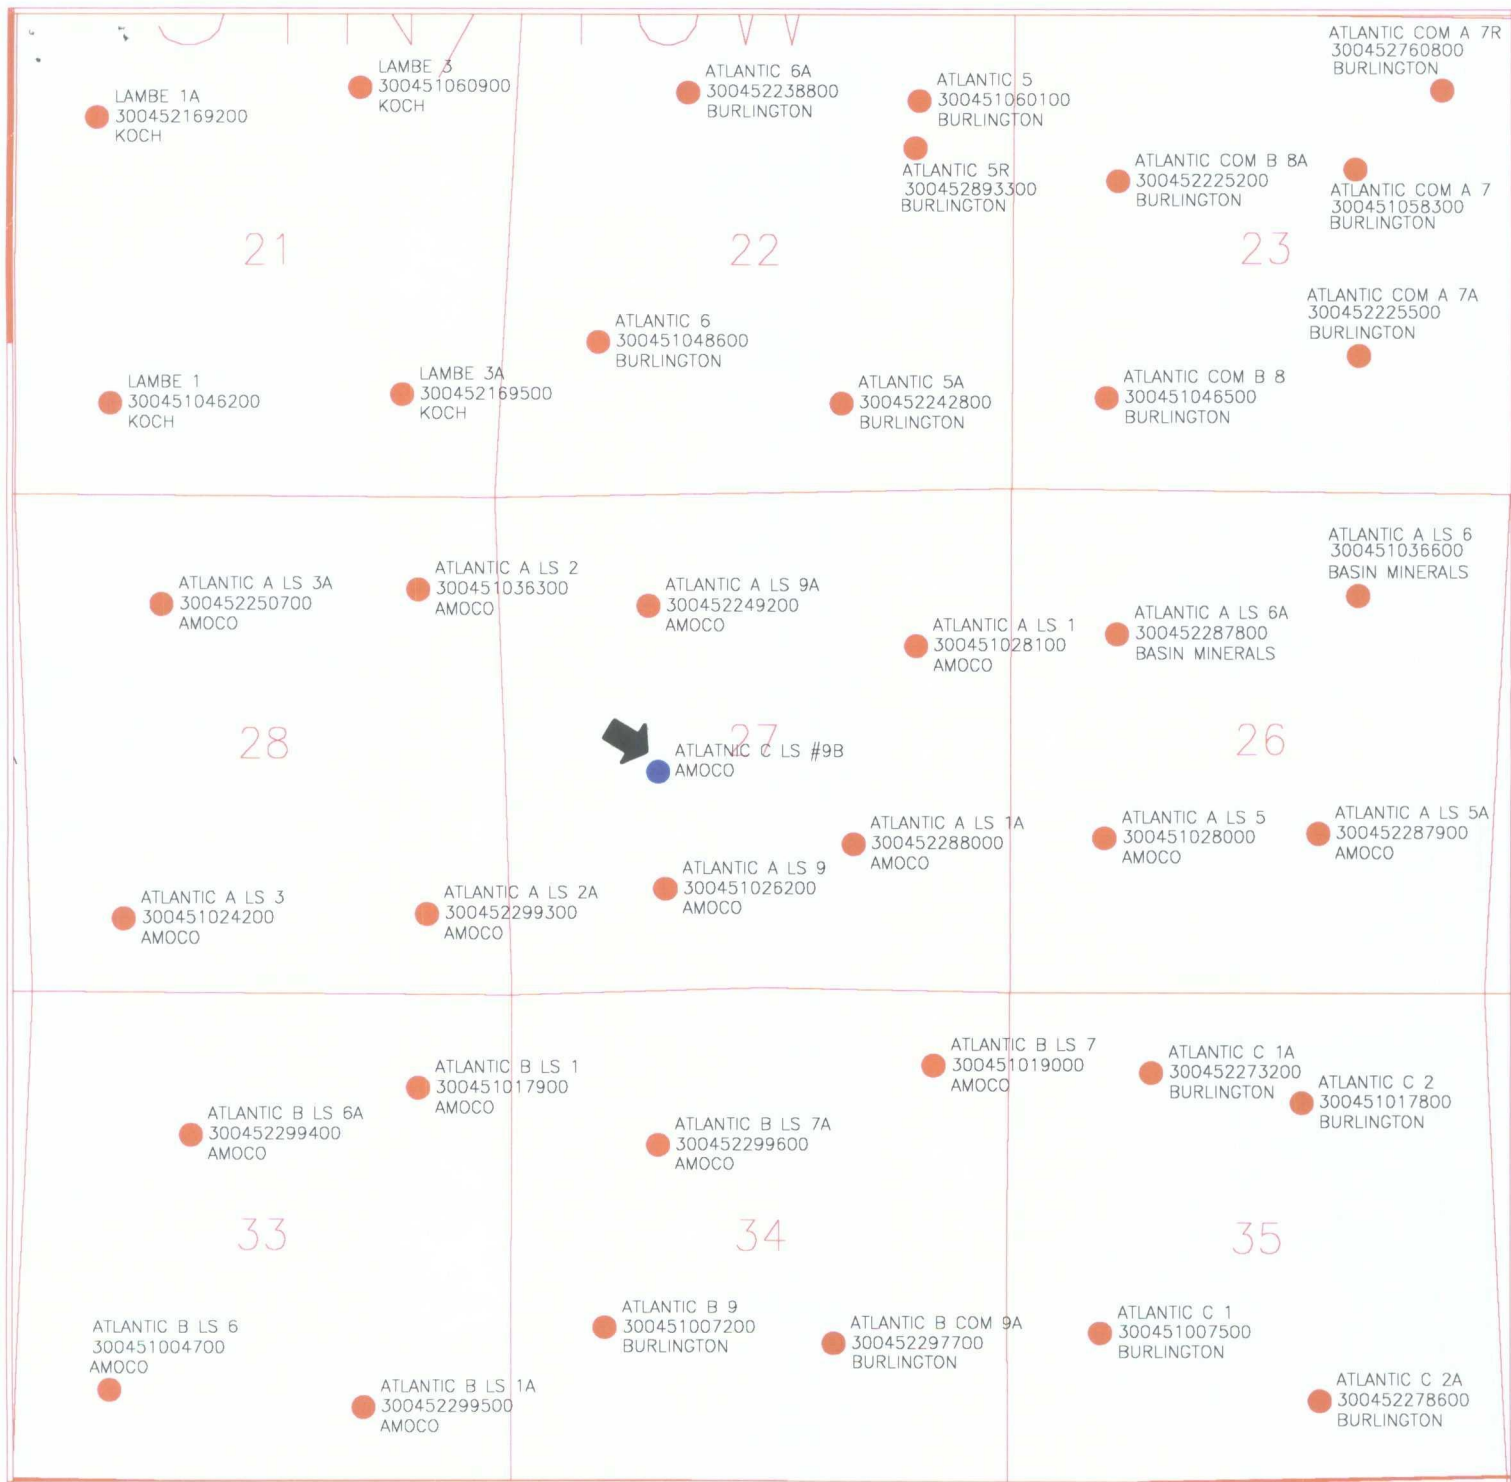 LAMBE 1A
300452169200
KOCH
LAMBE 3
300451060900
KOCH
ATLANTIC 6A
300452238800
BURLINGTON
ATLANTIC 5
300451060100
BURLINGTON
ATLANTIC 5R
300452893300
BURLINGTON
ATLANTIC COM A 7R
300452760800
BURLINGTON
ATLANTIC COM B 8A
300452225200
BURLINGTON
ATLANTIC COM A 7
300451058300
BURLINGTON
21
22
23
ATLANTIC COM A 7A
300452225500
BURLINGTON
ATLANTIC 6
300451048600
BURLINGTON
LAMBE 1
300451046200
KOCH
LAMBE 3A
300452169500
KOCH
ATLANTIC 5A
300452242800
BURLINGTON
ATLANTIC COM B 8
300451046500
BURLINGTON
ATLANTIC A LS 3A
300452250700
AMOCO
ATLANTIC A LS 2
300451036300
AMOCO
ATLANTIC A LS 9A
300452249200
AMOCO
ATLANTIC A LS 1
300451028100
AMOCO
ATLANTIC A LS 6A
300452287800
BASIN MINERALS
ATLANTIC A LS 6
300451036600
BASIN MINERALS
28
27
26
ATLATNIC C LS #9B
AMOCO
ATLANTIC A LS 1A
300452288000
AMOCO
ATLANTIC A LS 5
300451028000
AMOCO
ATLANTIC A LS 5A
300452287900
AMOCO
ATLANTIC A LS 3
300451024200
AMOCO
ATLANTIC A LS 2A
300452299300
AMOCO
ATLANTIC A LS 9
300451026200
AMOCO
ATLANTIC B LS 6A
300452299400
AMOCO
ATLANTIC B LS 1
300451017900
AMOCO
ATLANTIC B LS 7A
300452299600
AMOCO
ATLANTIC B LS 7
300451019000
AMOCO
ATLANTIC C 1A
300452273200
BURLINGTON
ATLANTIC C 2
300451017800
BURLINGTON
33
34
35
ATLANTIC B LS 6
300451004700
AMOCO
ATLANTIC B LS 1A
300452299500
AMOCO
ATLANTIC B 9
300451007200
BURLINGTON
ATLANTIC B COM 9A
300452297700
BURLINGTON
ATLANTIC C 1
300451007500
BURLINGTON
ATLANTIC C 2A
300452278600
BURLINGTON